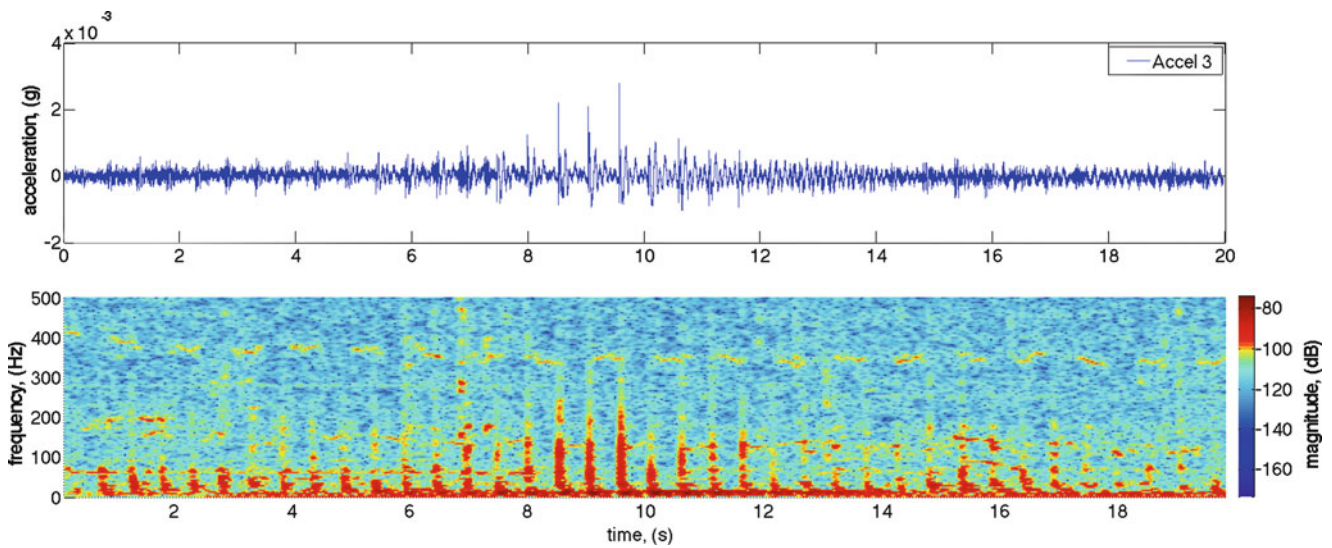 x 10 -3
4
2
0
-2
acceleration, (g)
Accel 3
0 2 4 6 8 10 12 14 16 18 20
500
400
300
200
100
0
frequency, (Hz)
2 4 6 8 10 12 14 16 18
time, (s)
-80
-100
-120
-140
-160
magnitude, (dB)